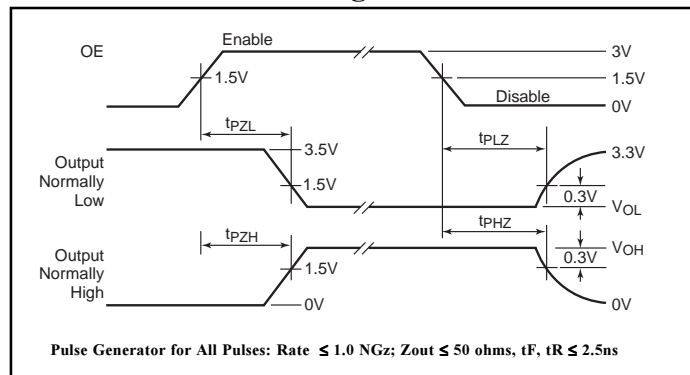 OE
Enable
1.5V
3V
1.5V
Disable
0V
tPZL
tPLZ
3.5V
3.3V
Output
Normally
Low
1.5V
0.3V
VOL
tPZH
tPHZ
VOH
0.3V
Output
Normally
High
1.5V
0V
0V
Pulse Generator for All Pulses: Rate ≤ 1.0 NGz; Zout ≤ 50 ohms, tF, tR ≤ 2.5ns